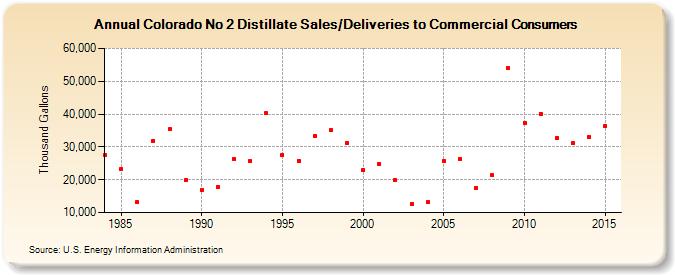 Annual Colorado No 2 Distillate Sales/Deliveries to Commercial Consumers
Thousand Gallons
60,000
50,000
40,000
30,000
20,000
10,000
1985 1990 1995 2000 2005 2010 2015
Source: U.S. Energy Information Administration